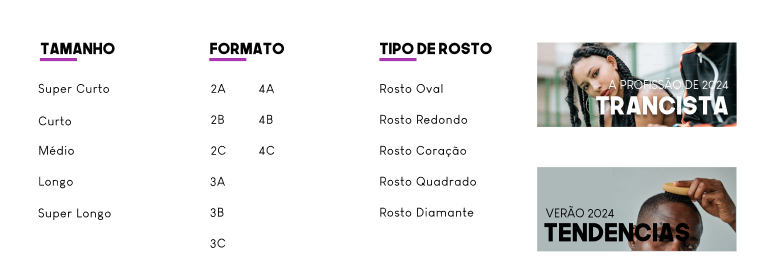 TAMANHO
Super Curto
Curto
Médio
Longo
Super Longo
FORMATO
2A 4A
2B 4B
2C 4C
3A
3B
3C
TIPO DE ROSTO
Rosto Oval
Rosto Redondo
Rosto Coração
Rosto Quadrado
Rosto Diamante
A PROFISSÃO DE 2024
TRANCISTA
VERÃO 2024
TENDENCIAS